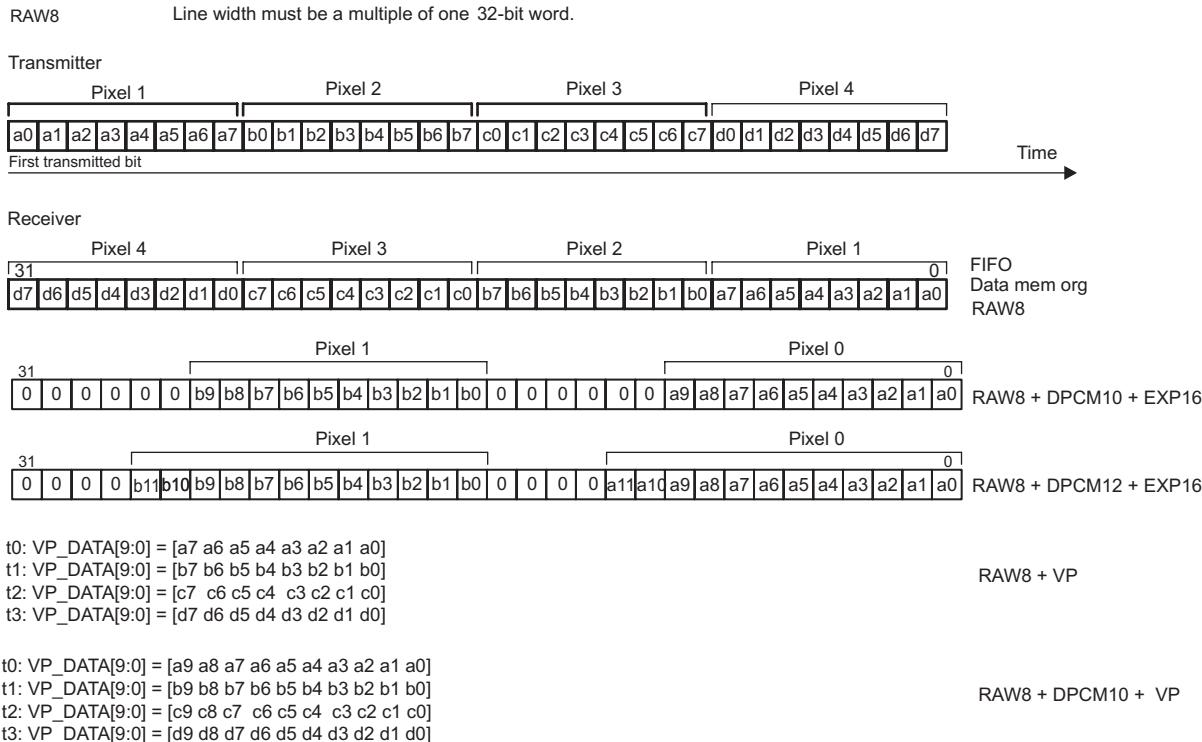 RAW8 Line width must be a multiple of one 32-bit word.
Transmitter
Pixel 1 Pixel 2 Pixel 3 Pixel 4
a0 a1 a2 a3 a4 a5 a6 a7 b0 b1 b2 b3 b4 b5 b6 b7 c0 c1 c2 c3 c4 c5 c6 c7 d0 d1 d2 d3 d4 d5 d6 d7
First transmitted bit
Time
Receiver
Pixel 4 Pixel 3 Pixel 2 Pixel 1
31 0
d7 d6 d5 d4 d3 d2 d1 d0 c7 c6 c5 c4 c3 c2 c1 c0 b7 b6 b5 b4 b3 b2 b1 b0 a7 a6 a5 a4 a3 a2 a1 a0
FIFO
Data mem org
RAW8
Pixel 1 Pixel 0
31 0
0 0 0 0 0 0 b9 b8 b7 b6 b5 b4 b3 b2 b1 b0 0 0 0 0 0 0 a9 a8 a7 a6 a5 a4 a3 a2 a1 a0 RAW8 + DPCM10 + EXP16
Pixel 1 Pixel 0
31 0
0 0 0 0 b11 b10 b9 b8 b7 b6 b5 b4 b3 b2 b1 b0 0 0 0 0 a11 a10 a9 a8 a7 a6 a5 a4 a3 a2 a1 a0 RAW8 + DPCM12 + EXP16
t0: VP_DATA[9:0] = [a7 a6 a5 a4 a3 a2 a1 a0]
t1: VP_DATA[9:0] = [b7 b6 b5 b4 b3 b2 b1 b0]
t2: VP_DATA[9:0] = [c7 c6 c5 c4 c3 c2 c1 c0]
t3: VP_DATA[9:0] = [d7 d6 d5 d4 d3 d2 d1 d0]
RAW8 + VP
t0: VP_DATA[9:0] = [a9 a8 a7 a6 a5 a4 a3 a2 a1 a0]
t1: VP_DATA[9:0] = [b9 b8 b7 b6 b5 b4 b3 b2 b1 b0]
t2: VP_DATA[9:0] = [c9 c8 c7 c6 c5 c4 c3 c2 c1 c0]
t3: VP_DATA[9:0] = [d9 d8 d7 d6 d5 d4 d3 d2 d1 d0]
RAW8 + DPCM10 + VP